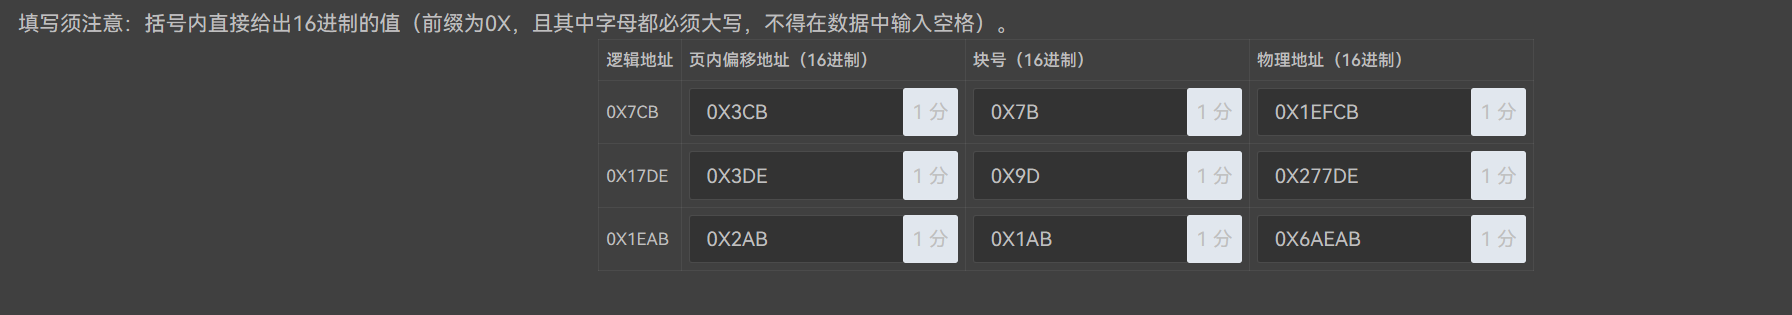 填写须注意：括号内直接给出16进制的值（前缀为0X，且其中字母都必须大写，不得在数据中输入空格）。
逻辑地址 页内偏移地址（16进制） 块号（16进制） 物理地址（16进制）
0X7CB 0X3CB 1 分 0X7B 1 分 0X1EFCB 1 分
0X17DE 0X3DE 1 分 0X9D 1 分 0X277DE 1 分
0X1EAB 0X2AB 1 分 0X1AB 1 分 0X6AEAB 1 分